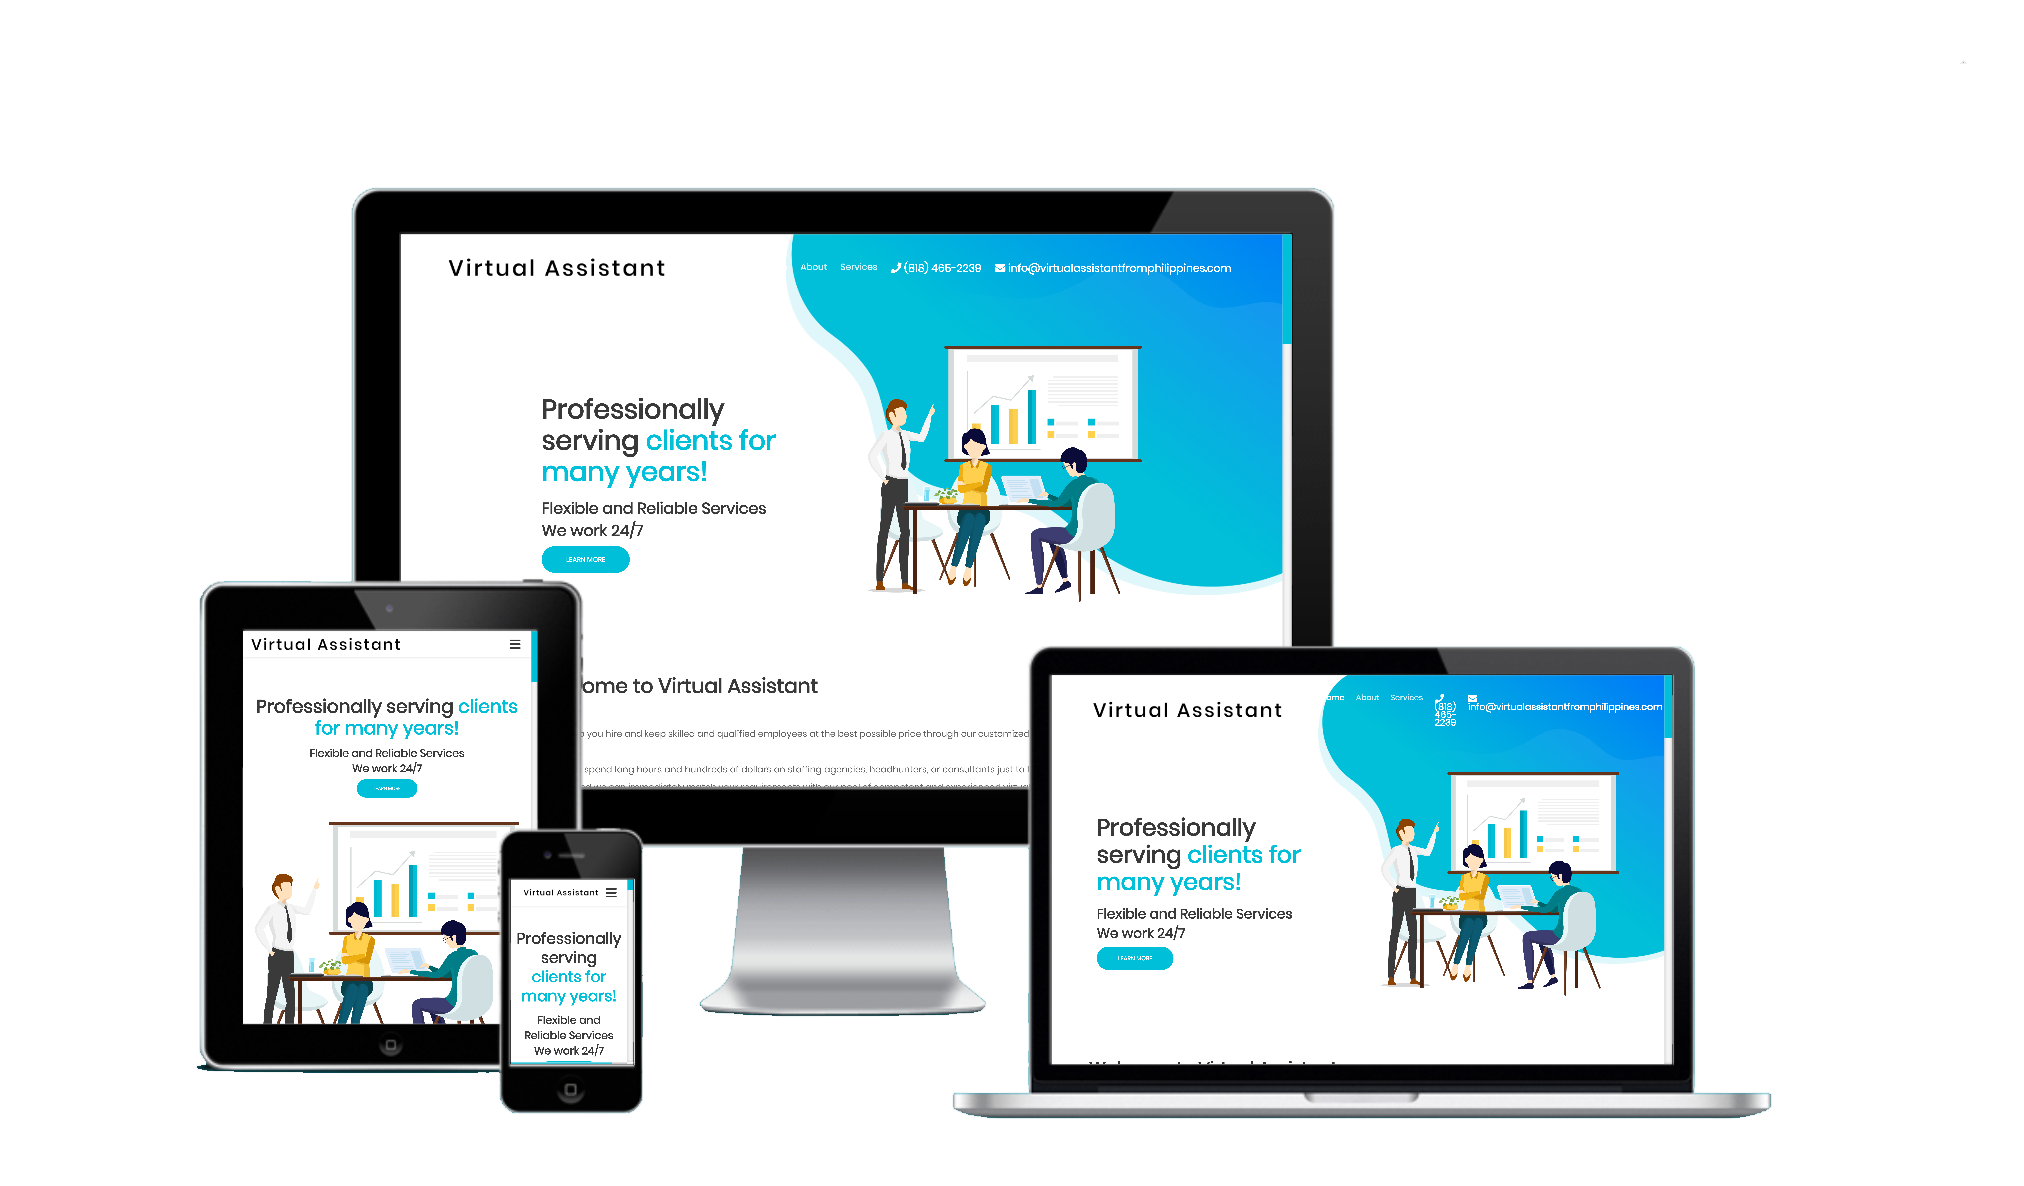 Virtual Assistant
About Services (818) 465-2239 info@virtualassistantfromphilippines.com
Professionally
serving clients for
many years!
Flexible and Reliable Services
We work 24/7
LEARN MORE
ome to Virtual Assistant
you hire and keep skilled and qualified employees at the best possible price through our customized
spend long hours and hundreds of dollars on staffing agencies, headhunters, or consultants just to
Virtual Assistant
Professionally serving clients
for many years!
Flexible and Reliable Services
We work 24/7
LEARN MORE
Virtual Assistant
Professionally
serving
clients for
many years!
Flexible and
Reliable Services
We work 24/7
Virtual Assistant
ome About Services
(818)
465-
2239
info@virtualassistantfromphilippines.com
Professionally
serving clients for
many years!
Flexible and Reliable Services
We work 24/7
LEARN MORE